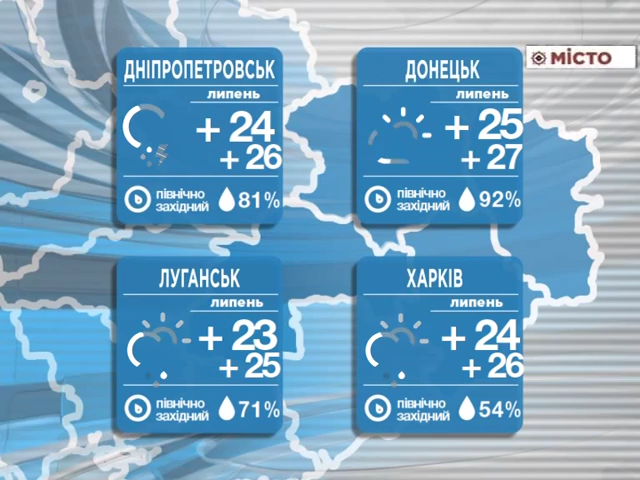 МІСТО
ДНІПРОПЕТРОВСЬК
липень
+ 24
+ 26
північно
західний
81%
ДОНЕЦЬК
липень
+ 25
+ 27
північно
західний
92%
ЛУГАНСЬК
липень
+ 23
+ 25
північно
західний
71%
ХАРКІВ
липень
+ 24
+ 26
північно
західний
54%